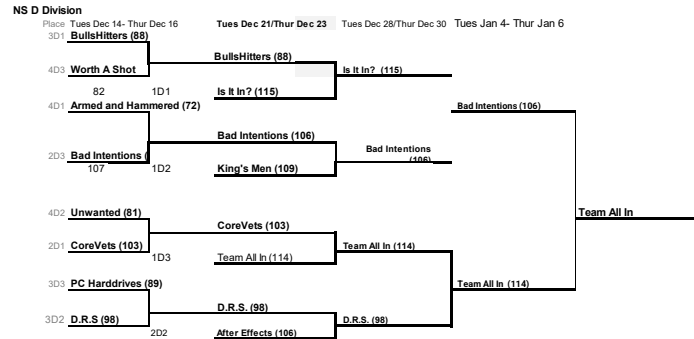 NS D Division
Place Tues Dec 14- Thur Dec 16 Tues Dec 21/Thur Dec 23 Tues Dec 28/Thur Dec 30 Tues Jan 4- Thur Jan 6
3D1 BullsHitters (88)
BullsHitters (88)
4D3 Worth A Shot
Is It In? (115)
82 1D1 Is It In? (115)
4D1 Armed and Hammered (72)
Bad Intentions (106)
Bad Intentions (106)
2D3 Bad Intentions (
Bad Intentions
(106)
107 1D2 King's Men (109)
4D2 Unwanted (81)
Team All In
CoreVets (103)
2D1 CoreVets (103)
Team All In (114)
1D3 Team All In (114)
3D3 PC Harddrives (89)
Team All In (114)
D.R.S. (98)
3D2 D.R.S (98)
D.R.S. (98)
2D2 After Effects (106)